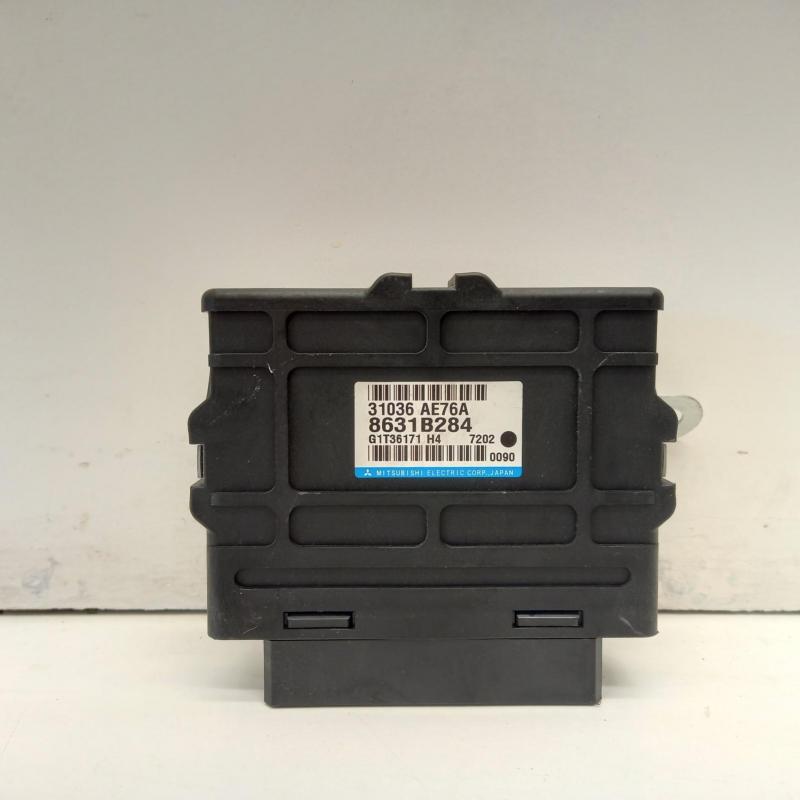 31036 AE76A
8631B284
G1T36171 H4 7202
0090
MITSUBISHI ELECTRIC CORP., JAPAN